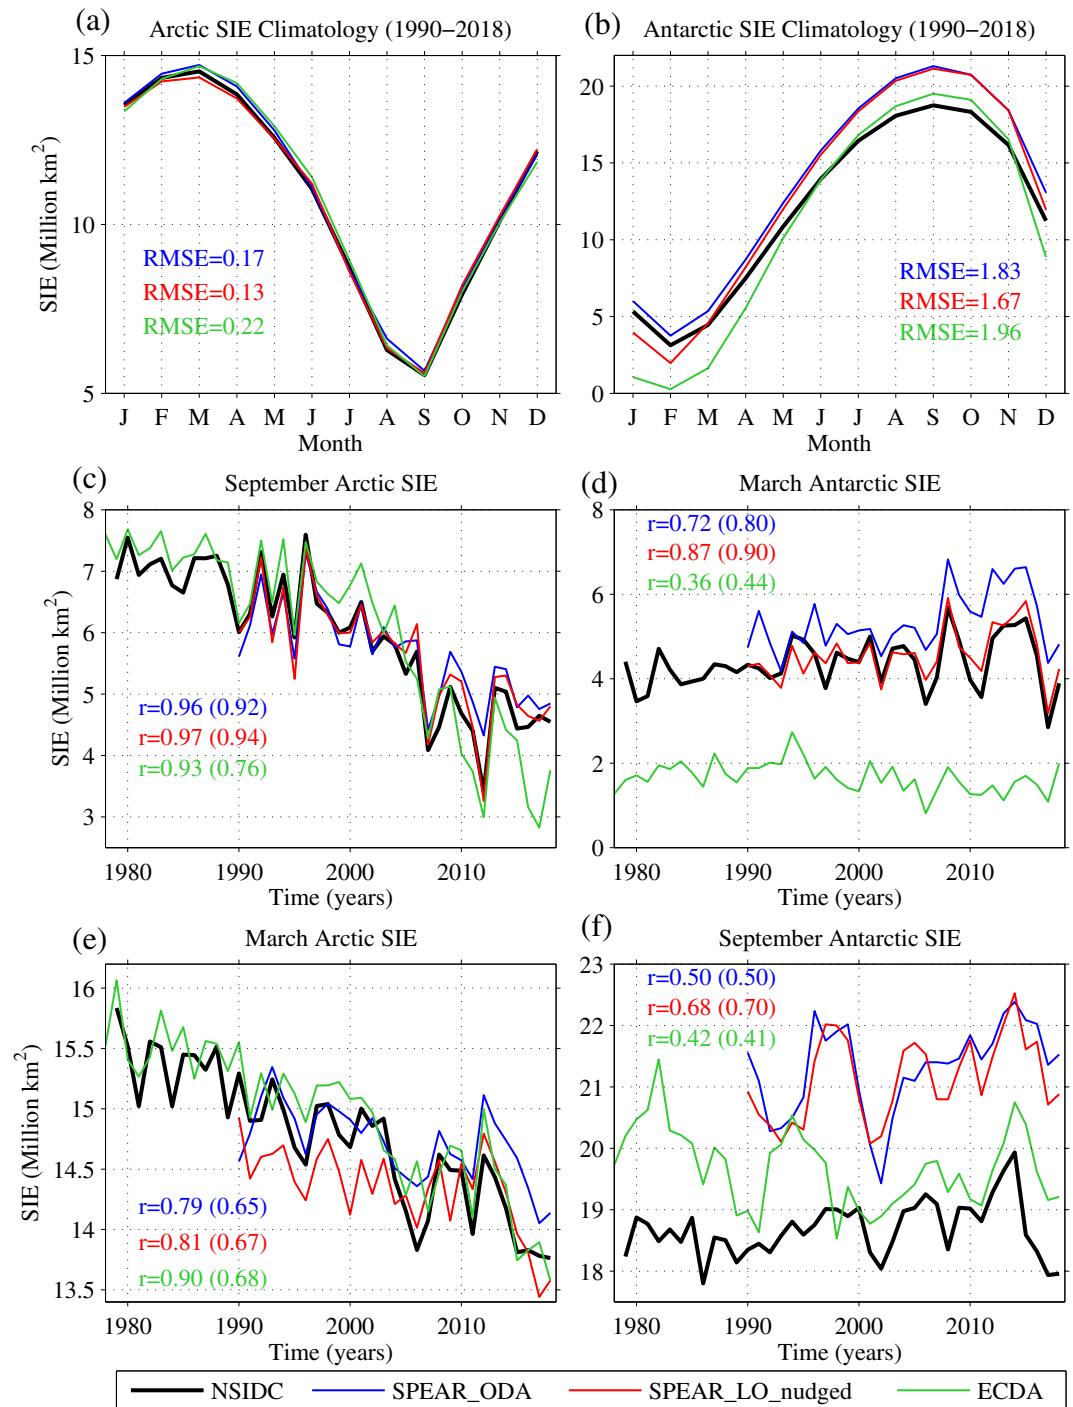 (a)
Arctic SIE Climatology (1990−2018)
15
10
5
SIE (Million km²)
RMSE=0.17
RMSE=0.13
RMSE=0.22
J F M A M J J A S O N D
Month
(b)
Antarctic SIE Climatology (1990−2018)
20
15
10
5
0
RMSE=1.83
RMSE=1.67
RMSE=1.96
J F M A M J J A S O N D
Month
(c)
September Arctic SIE
8
7
6
5
4
3
SIE (Million km²)
r=0.96 (0.92)
r=0.97 (0.94)
r=0.93 (0.76)
1980 1990 2000 2010
Time (years)
(d)
March Antarctic SIE
8
6
4
2
0
r=0.72 (0.80)
r=0.87 (0.90)
r=0.36 (0.44)
1980 1990 2000 2010
Time (years)
(e)
March Arctic SIE
16
15.5
15
14.5
14
13.5
SIE (Million km²)
r=0.79 (0.65)
r=0.81 (0.67)
r=0.90 (0.68)
1980 1990 2000 2010
Time (years)
(f)
September Antarctic SIE
23
22
21
20
19
18
r=0.50 (0.50)
r=0.68 (0.70)
r=0.42 (0.41)
1980 1990 2000 2010
Time (years)
NSIDC SPEAR_ODA SPEAR_LO_nudged ECDA